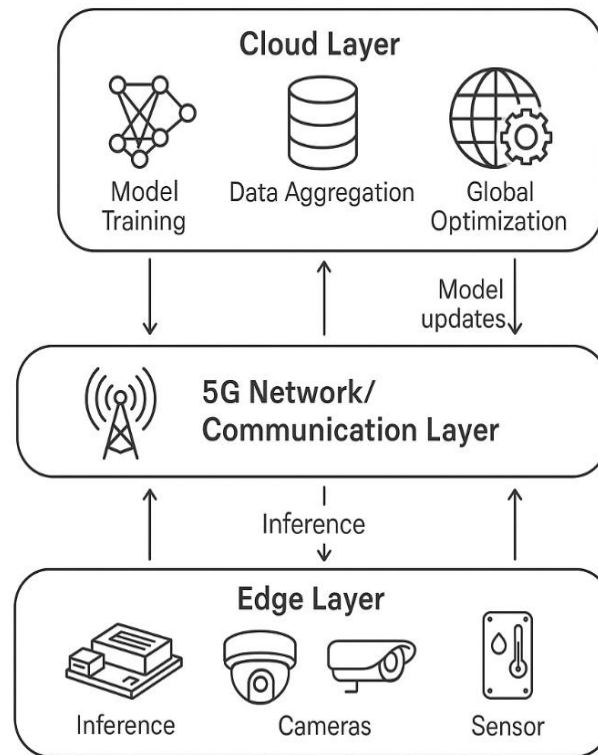 Cloud Layer
Model
Training
Data Aggregation
Global
Optimization
Model
updates
5G Network/
Communication Layer
Inference
Edge Layer
Inference
Cameras
Sensor